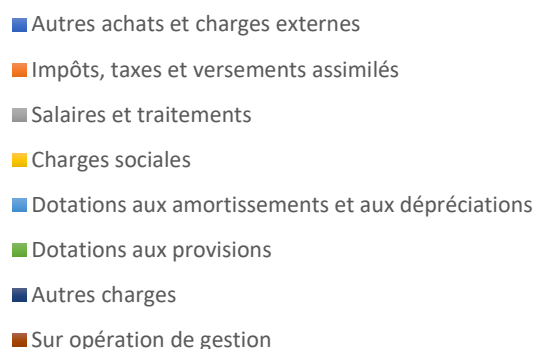 Autres achats et charges externes
Impôts, taxes et versements assimilés
Salaires et traitements
Charges sociales
Dotations aux amortissements et aux dépréciations
Dotations aux provisions
Autres charges
Sur opération de gestion